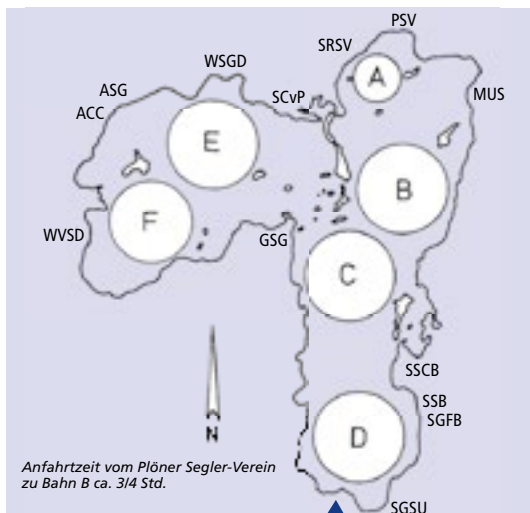 PSV
SRSV
WSGD
A
ASG
SCvP
MUS
ACC
E
B
F
WVSD
GSG
C
SSCB
SSB
SGFB
D
N
Anfahrtzeit vom Plöner Segler-Verein
zu Bahn B ca. 3/4 Std.
SGSU